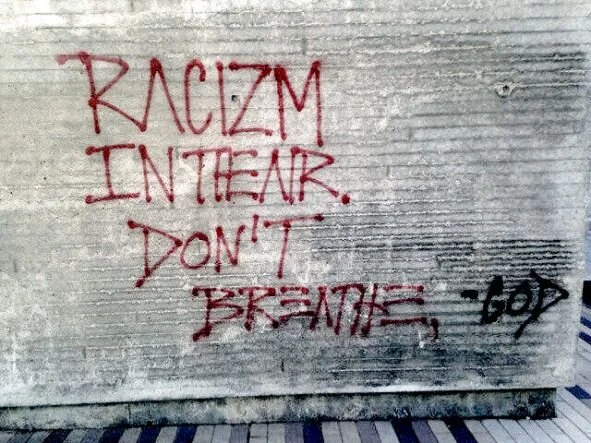 RACIZM
IN THE AIR.
DON'T
BREATHE, -GOD